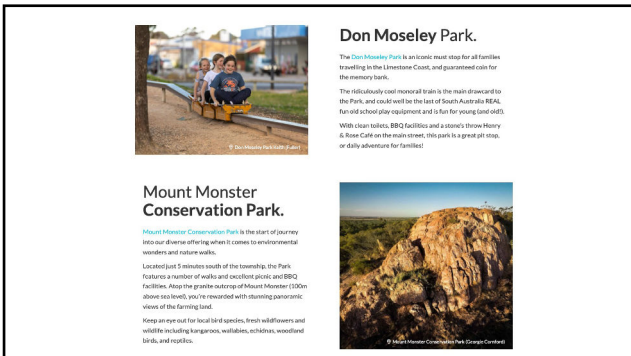 Don Moseley Park.
The Don Moseley Park is an iconic must stop for all families
travelling in the Limestone Coast, and guaranteed coin for
the memory bank.
The ridiculously cool monorail train is the main drawcard to
the Park, and could well be the last of South Australia REAL
fun old school play equipment and is fun for young (and old!).
With clean toilets, BBQ facilities and a stone's throw Henry
& Rose Café on the main street, this park is a great pit stop,
or daily adventure for families!
Don Moseley Park Keith
Mount Monster
Conservation Park.
Mount Monster Conservation Park is the start of journey
into our diverse offering when it comes to environmental
wonders and nature walks.
Located just 5 minutes south of the township, the Park
features a number of walks and excellent picnic and BBQ
facilities. Atop the granite outcrop of Mount Monster (100m
above sea level), you're rewarded with stunning panoramic
views of the farming land.
Keep an eye out for local bird species, fresh wildflowers and
wildlife including kangaroos, wallabies, echidnas, woodland
birds, and reptiles.
Mount Monster Conservation Park (Georgie Carnford)